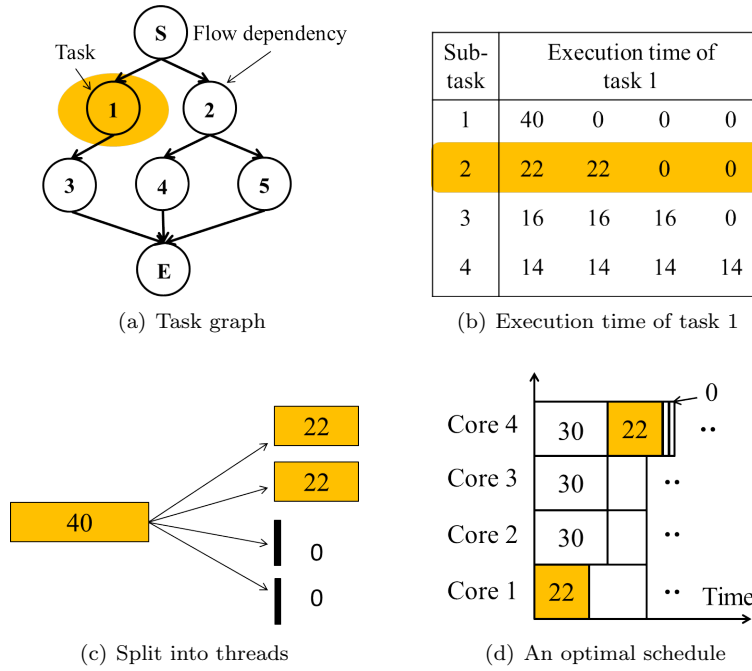 S
Task
Flow dependency
1
2
3
4
5
E
(a) Task graph
Sub-
task
Execution time of
task 1
1 40 0 0 0
2 22 22 0 0
3 16 16 16 0
4 14 14 14 14
(b) Execution time of task 1
40
22
22
0
0
(c) Split into threads
0
Core 4 30 22 ..
Core 3 30 ..
Core 2 30 ..
Core 1 22 .. Time
(d) An optimal schedule